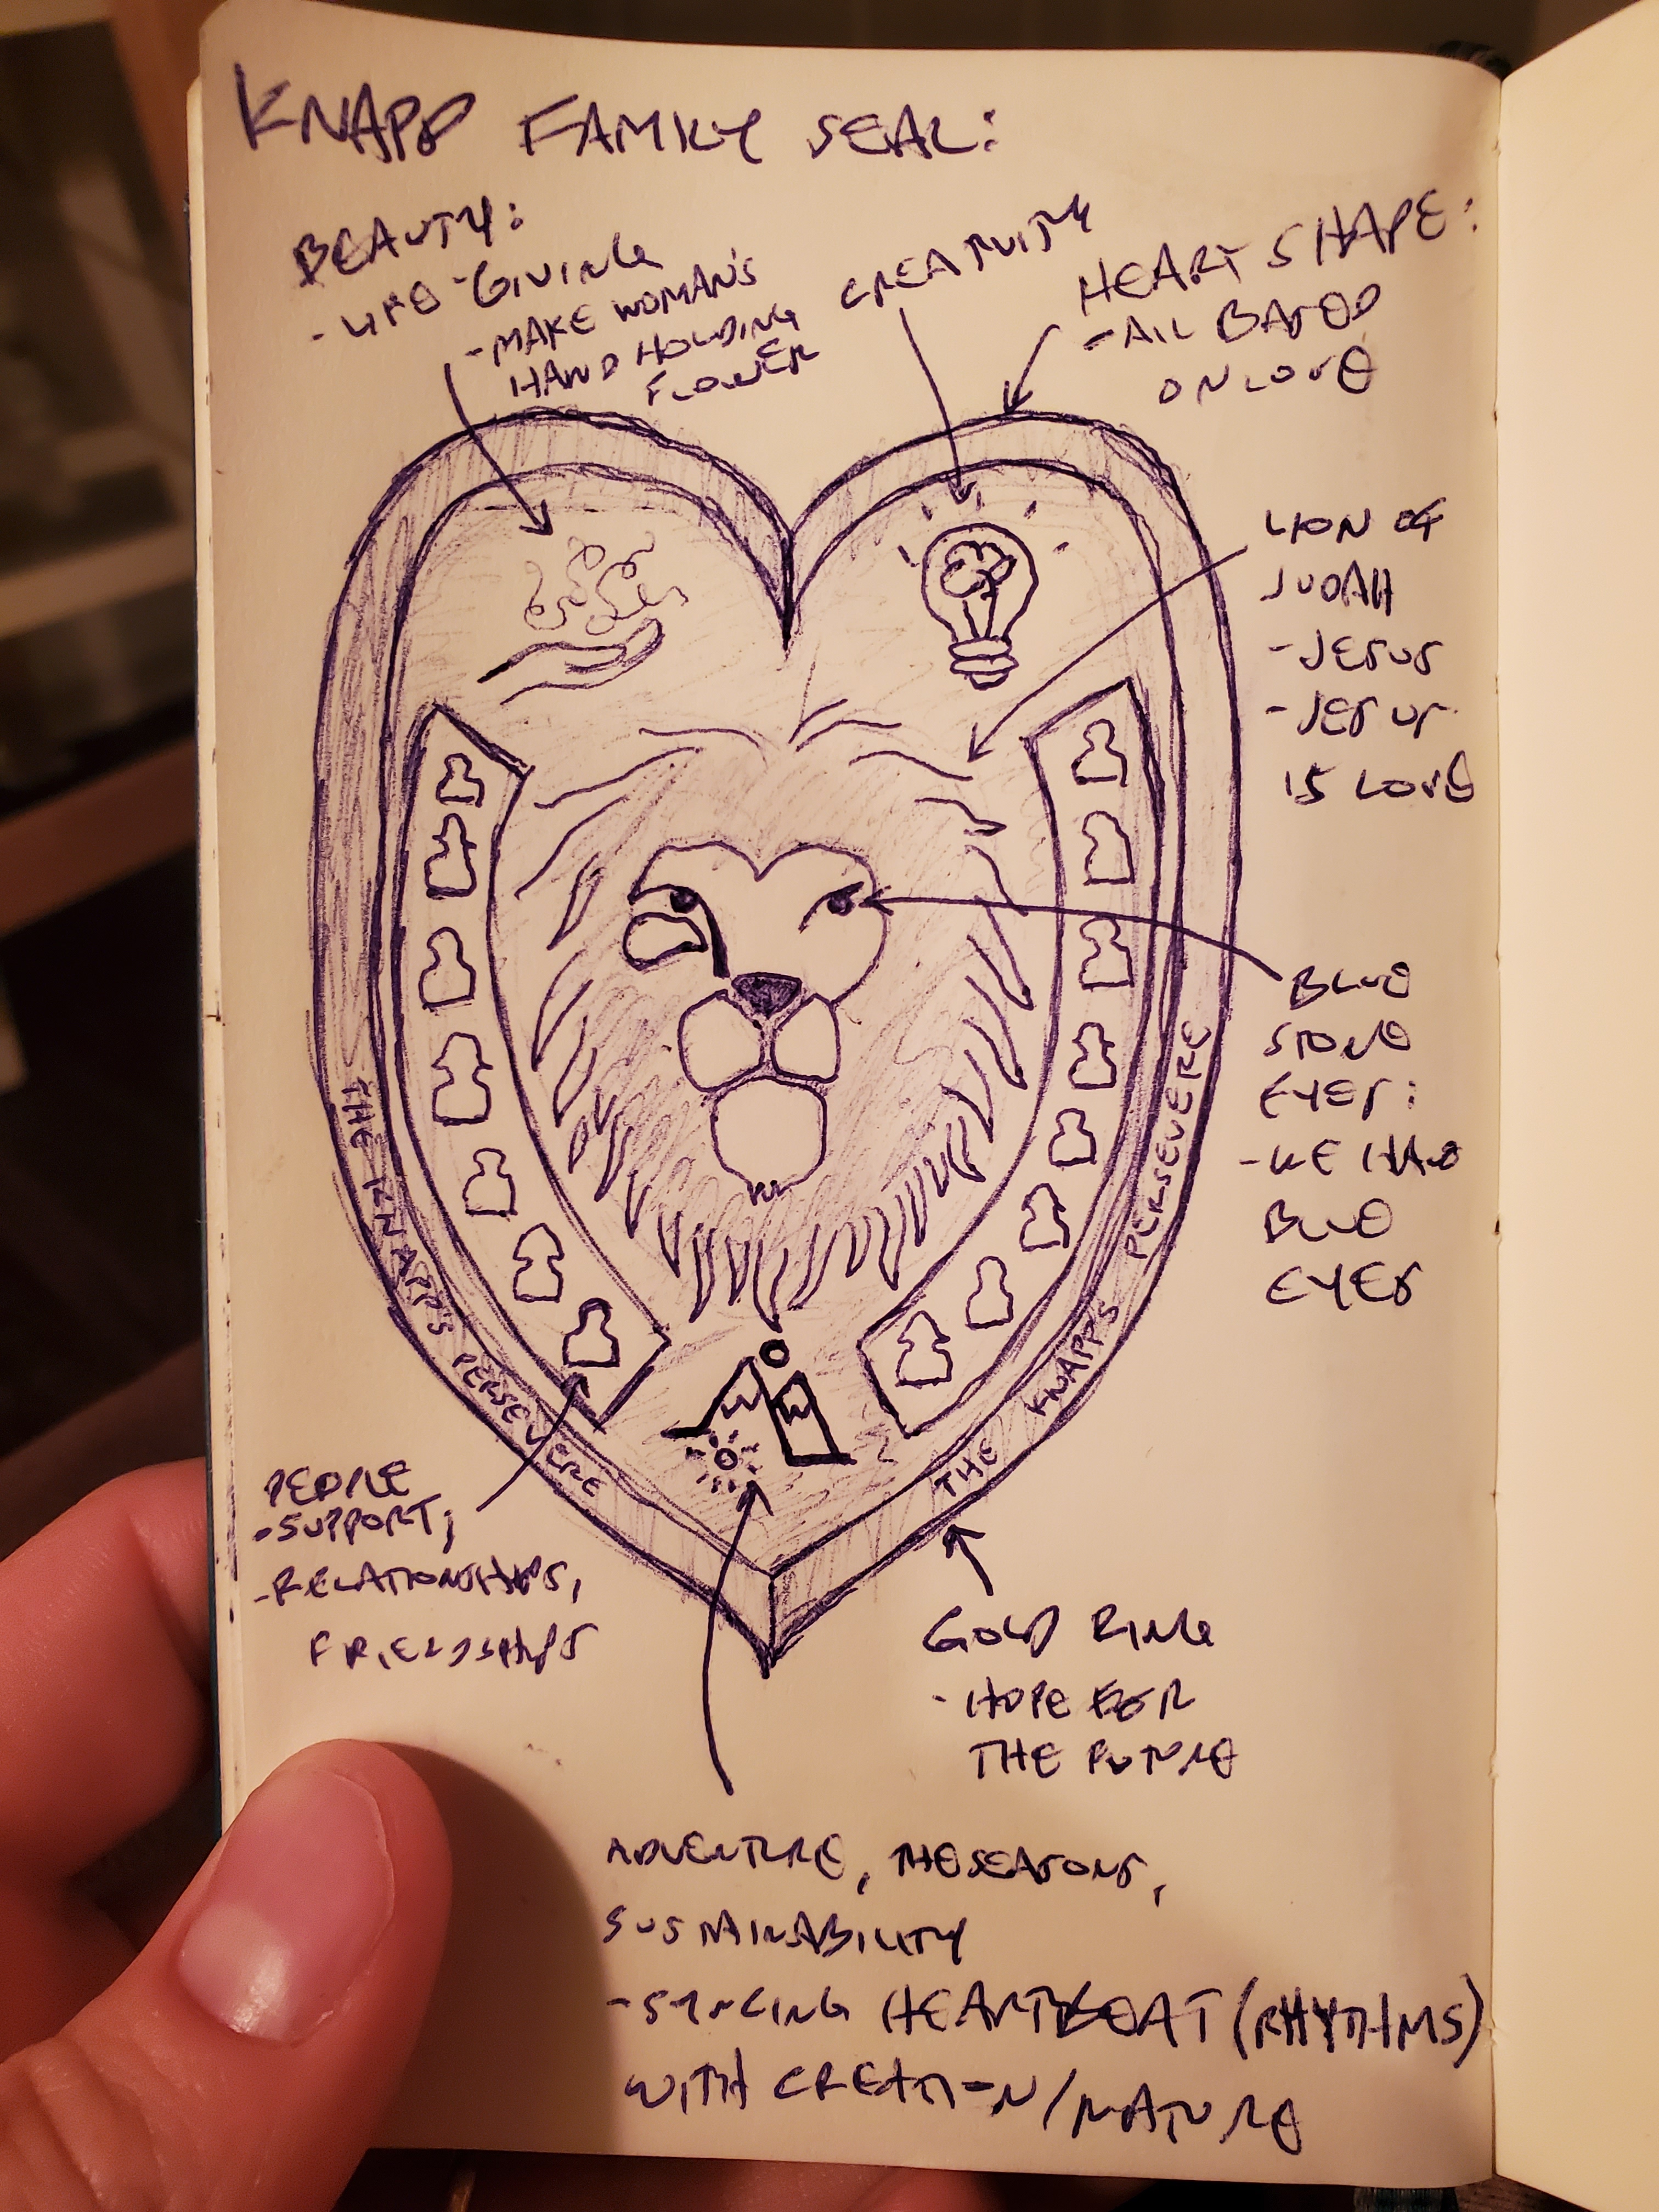 KNAPP FAMILY SEAL:
BEAUTY:
- LIFE-GIVING
- MAKE WOMAN'S
HAND HOLDING
FLOWER
CREATIVITY
HEART SHAPE:
- ALL BASED
ON LOVE
LION OF
JUDAH
- JESUS
- JESUS
IS LOVE
BLUE
STONE
EYES:
- WE HAVE
BLUE
EYES
THE KNAPPS PERSEVERE
THE KNAPPS PERSEVERE
PEOPLE
- SUPPORT,
- RELATIONSHIPS,
FRIENDSHIPS
GOLD RING
- HOPE FOR
THE FUTURE
ADVENTURE, THE SEASONS,
SUSTAINABILITY
- SYNCING HEARTBEAT (RHYTHMS)
WITH CREATION/NATURE